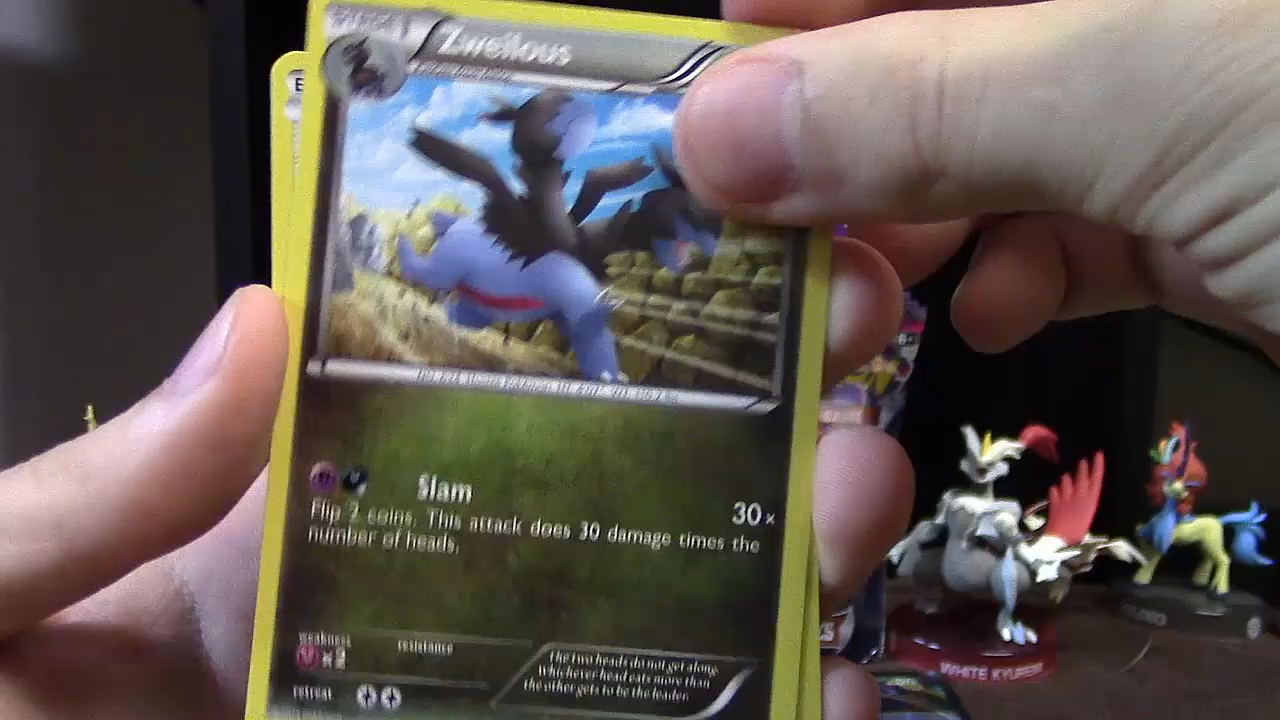 Zweilous
Slam
30×
Flip 2 coins. This attack does 30 damage times the
number of heads.
weakness
resistance
×2
retreat
The two heads do not get along.
Whichever head eats more than
the other gets to be the leader.
WHITE KYUREM